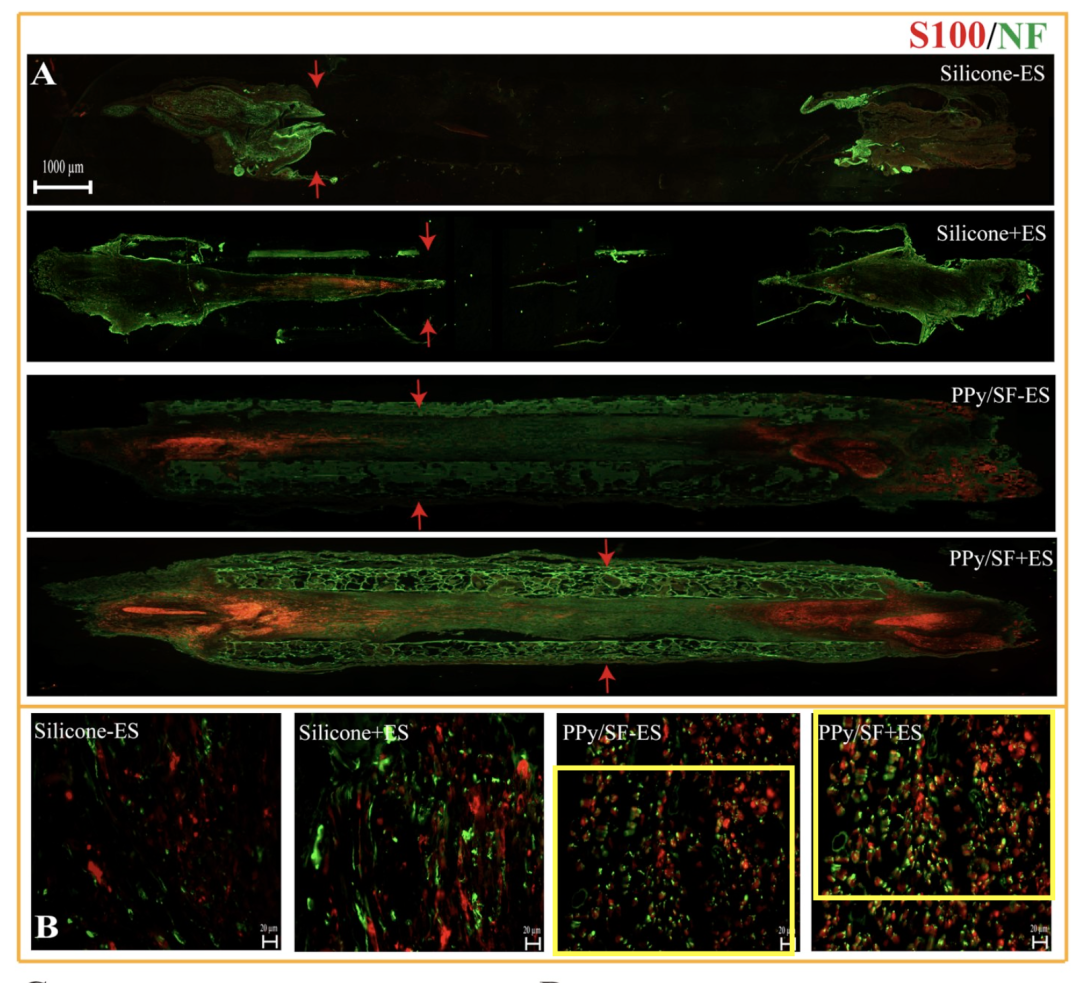 S100/NF
A
Silicone-ES
1000 μm
Silicone+ES
PPy/SF-ES
PPy/SF+ES
Silicone-ES
Silicone+ES
PPy/SF-ES
PPy/SF+ES
B
20 μm
20 μm
20 μm
20 μm